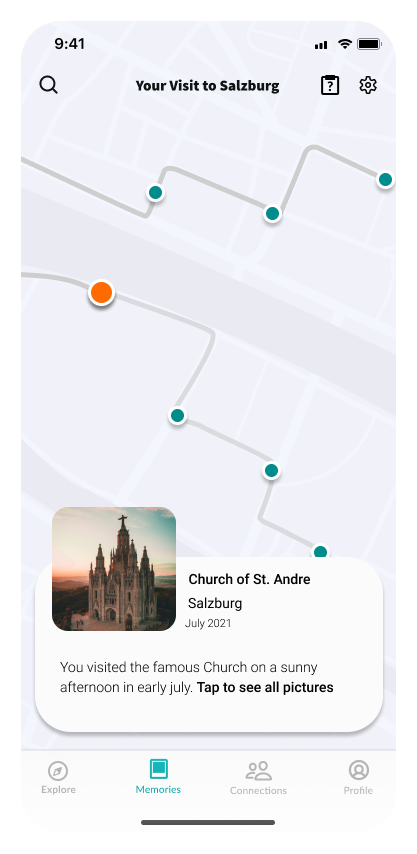 9:41
Your Visit to Salzburg
?
Church of St. Andre
Salzburg
July 2021
You visited the famous Church on a sunny
afternoon in early july. Tap to see all pictures
Explore
Memories
Connections
Profile